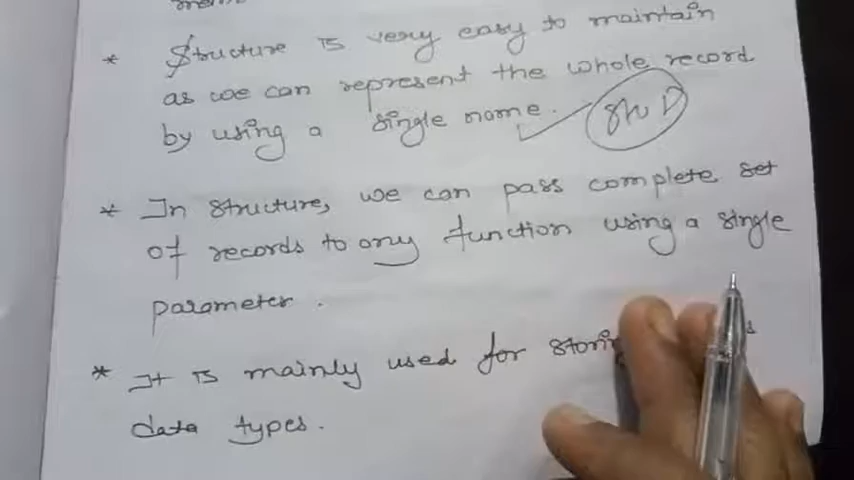 * Structure is very easy to maintain
as we can represent the whole record
by using a single name.
* In structure, we can pass complete set
of records to any function using a single
parameter.
* It is mainly used for
data types.